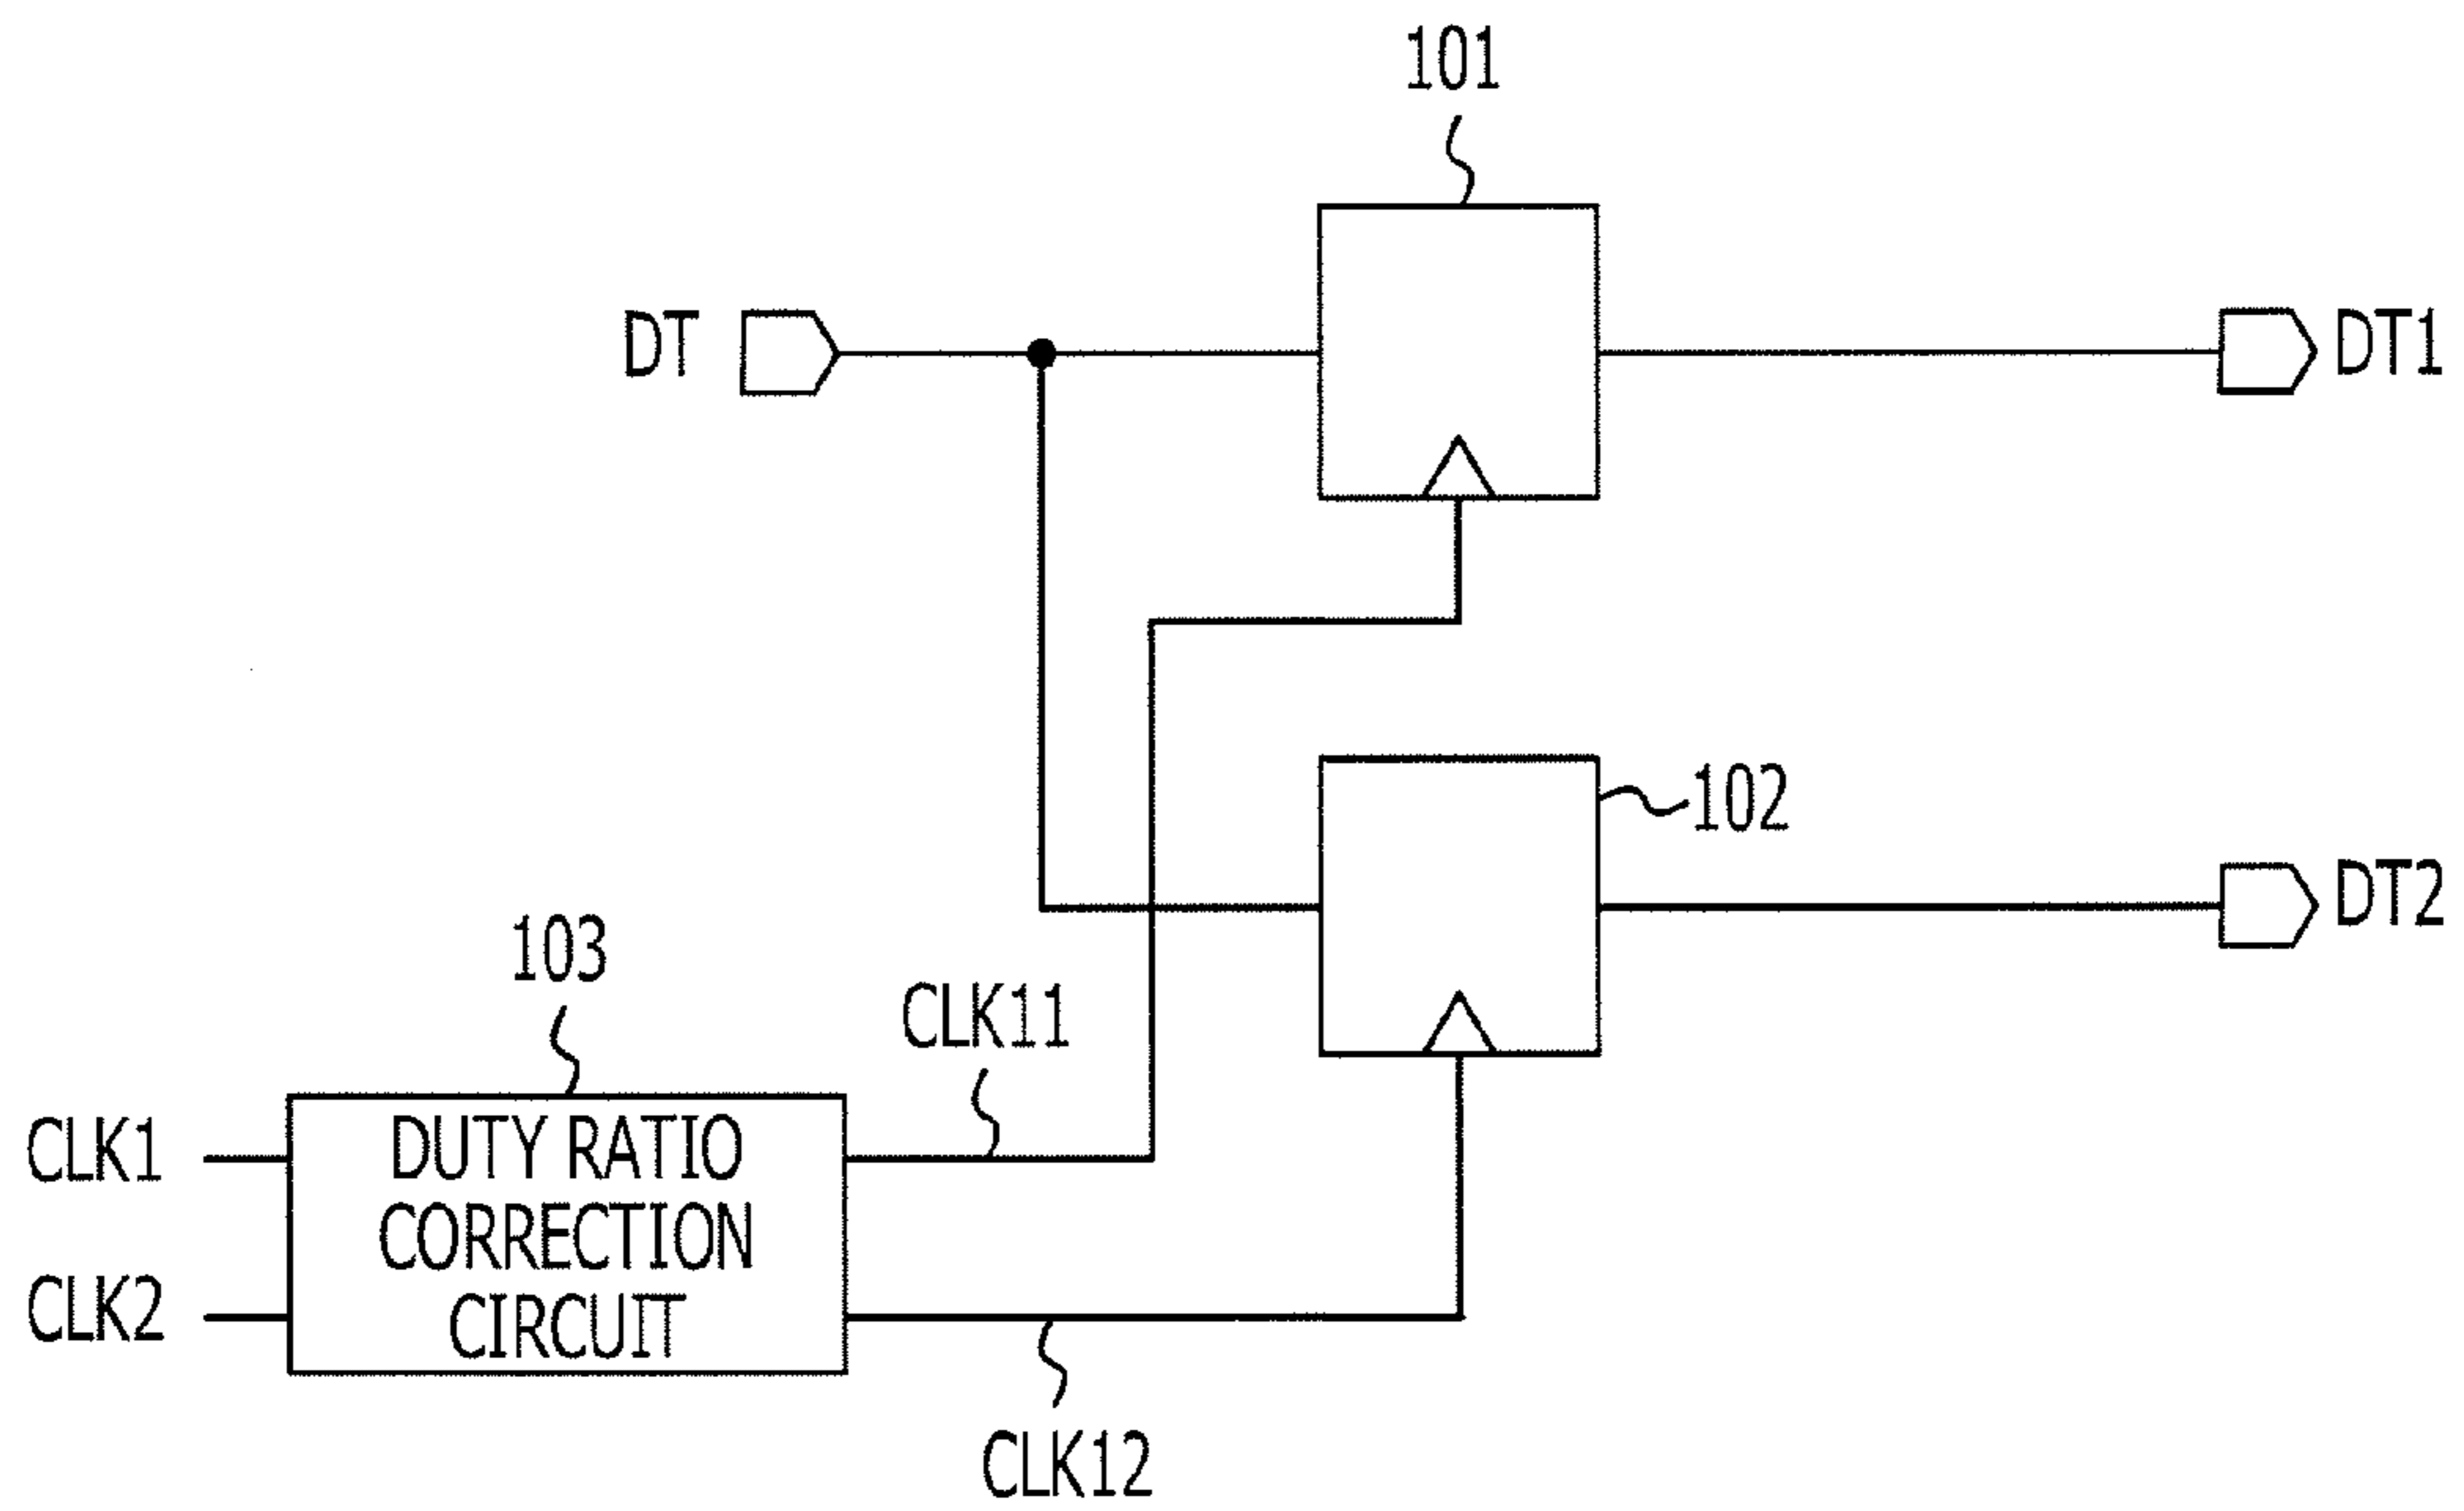 101
DT
DT1
102
DT2
103
CLK11
CLK1
DUTY RATIO
CORRECTION
CIRCUIT
CLK2
CLK12